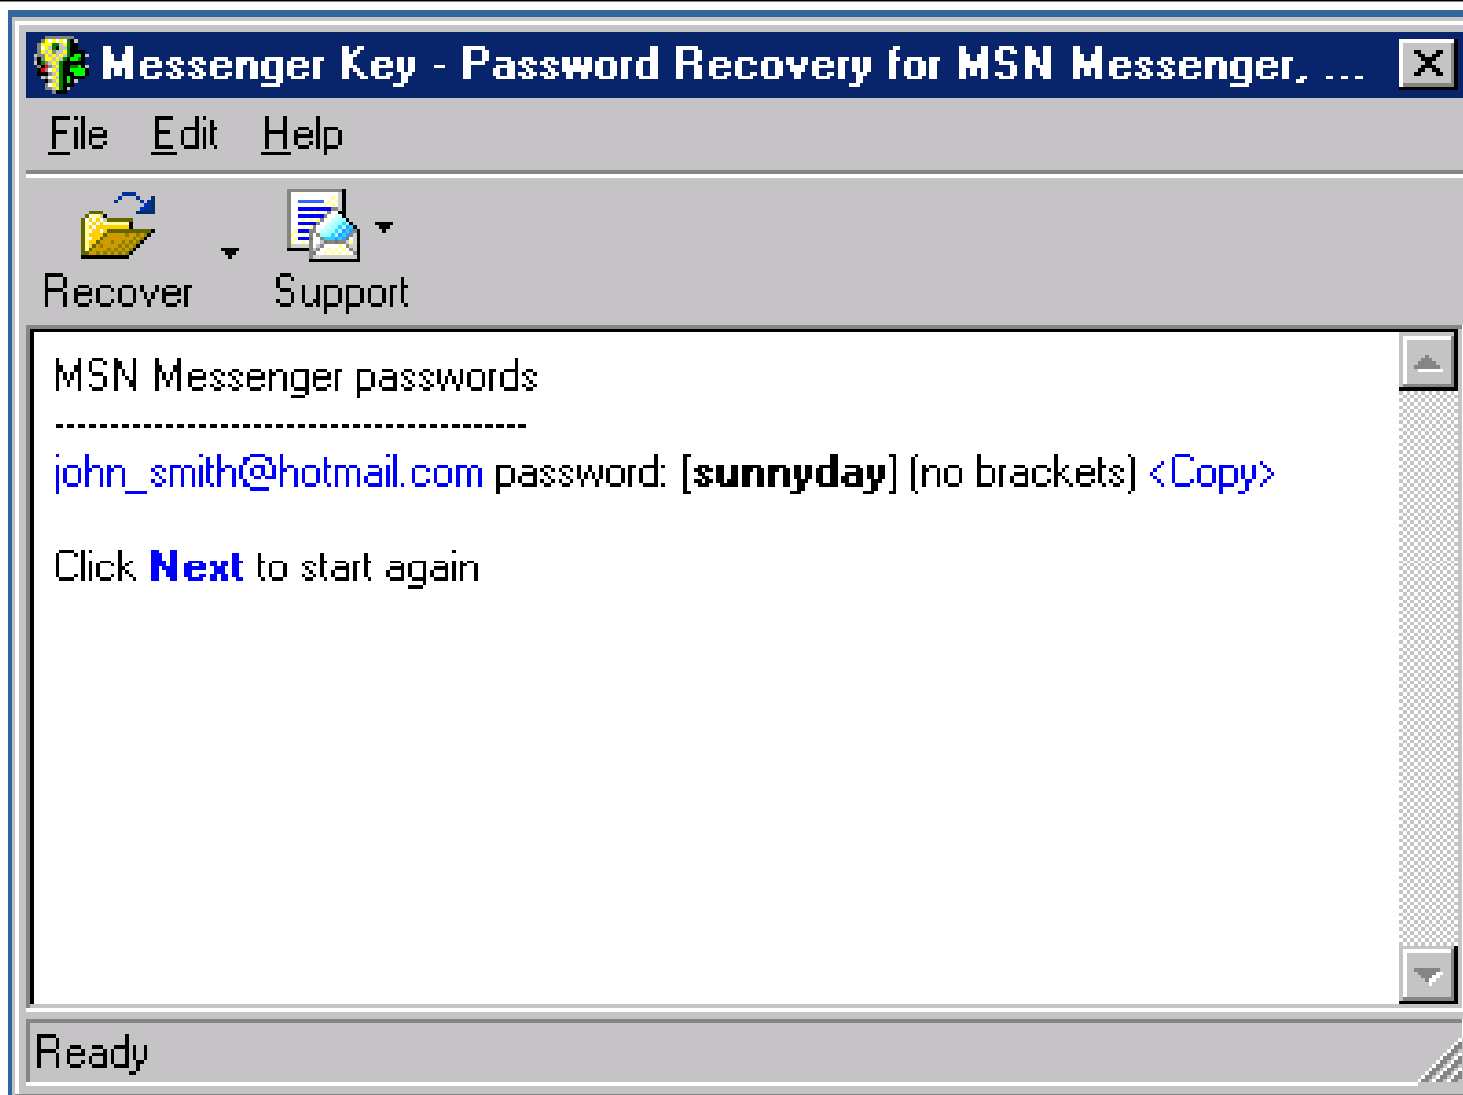 Messenger Key - Password Recovery for MSN Messenger, ...
File Edit Help
Recover Support
MSN Messenger passwords
-------------------------------------------
john_smith@hotmail.com password: [sunnyday] (no brackets) <Copy>
Click Next to start again
Ready